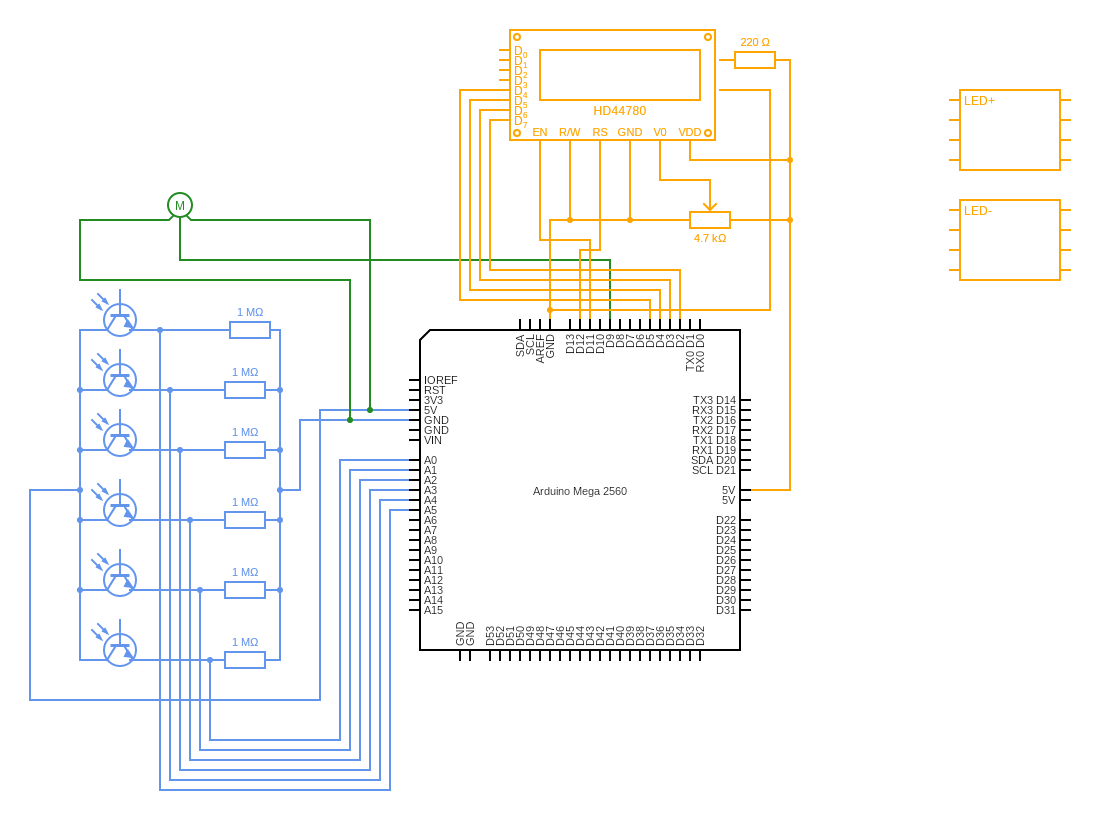 220 Ω
D0
D1
D2
D3
D4
D5
D6
D7
HD44780
EN R/W RS GND V0 VDD
LED+
LED-
4.7 kΩ
M
1 MΩ
1 MΩ
1 MΩ
1 MΩ
1 MΩ
1 MΩ
SDA
SCL
AREF
GND
D13
D12
D11
D10
D9
D8
D7
D6
D5
D4
D3
D2
TX0 D1
RX0 D0
IOREF
RST
3V3
5V
GND
GND
VIN
A0
A1
A2
A3
A4
A5
A6
A7
A8
A9
A10
A11
A12
A13
A14
A15
Arduino Mega 2560
TX3 D14
RX3 D15
TX2 D16
RX2 D17
TX1 D18
RX1 D19
SDA D20
SCL D21
5V
5V
D22
D23
D24
D25
D26
D27
D28
D29
D30
D31
GND
GND
D53
D52
D51
D50
D49
D48
D47
D46
D45
D44
D43
D42
D41
D40
D39
D38
D37
D36
D35
D34
D33
D32